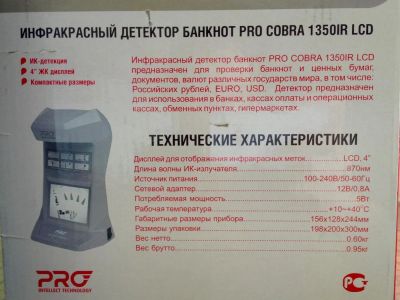 ИНФРАКРАСНЫЙ ДЕТЕКТОР БАНКНОТ PRO COBRA 1350IR LCD
• ИК-детекция
• 4" ЖК дисплей
• Компактные размеры
Инфракрасный детектор банкнот PRO COBRA 1350IR LCD
предназначен для проверки банкнот и ценных бумаг,
документов, валют различных государств мира, в том числе:
Российских рублей, EURO, USD. Детектор предназначен
для использования в банках, кассах оплаты и операционных
кассах, обменных пунктах, гипермаркетах.
ТЕХНИЧЕСКИЕ ХАРАКТЕРИСТИКИ
Дисплей для отображения инфракрасных меток LCD, 4"
Длина волны ИК-излучателя 870нм
Источник питания 100-240В/50-60Гц
Сетевой адаптер 12В/0,8А
Потребляемая мощность 5Вт
Рабочая температура +10~+40°С
Габаритные размеры прибора 156х128х244мм
Размеры упаковки 198х200х300мм
Вес нетто 0.60кг
Вес брутто 0.95кг
PRO
INTELLECT TECHNOLOGY